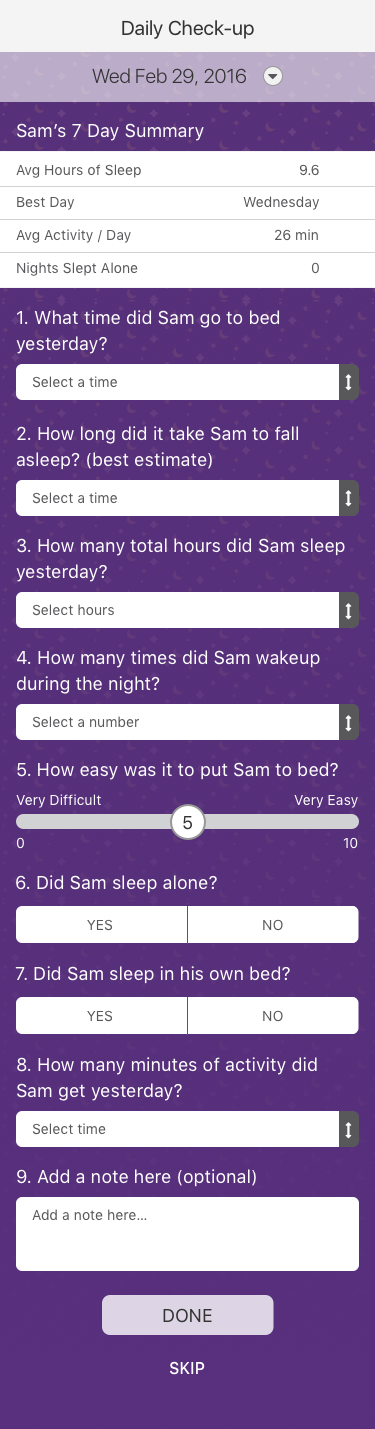 Daily Check-up
Wed Feb 29, 2016
Sam's 7 Day Summary
Avg Hours of Sleep 9.6
Best Day Wednesday
Avg Activity / Day 26 min
Nights Slept Alone 0
1. What time did Sam go to bed
yesterday?
Select a time
2. How long did it take Sam to fall
asleep? (best estimate)
Select a time
3. How many total hours did Sam sleep
yesterday?
Select hours
4. How many times did Sam wakeup
during the night?
Select a number
5. How easy was it to put Sam to bed?
Very Difficult Very Easy
5
0 10
6. Did Sam sleep alone?
YES NO
7. Did Sam sleep in his own bed?
YES NO
8. How many minutes of activity did
Sam get yesterday?
Select time
9. Add a note here (optional)
Add a note here...
DONE
SKIP